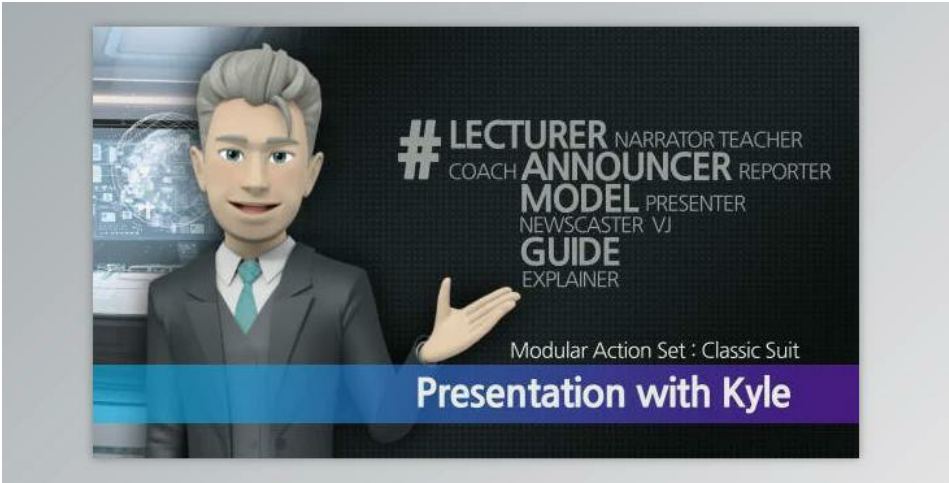 # LECTURER NARRATOR TEACHER
COACH ANNOUNCER REPORTER
MODEL PRESENTER
NEWSCASTER VJ
GUIDE
EXPLAINER
Modular Action Set : Classic Suit
Presentation with Kyle